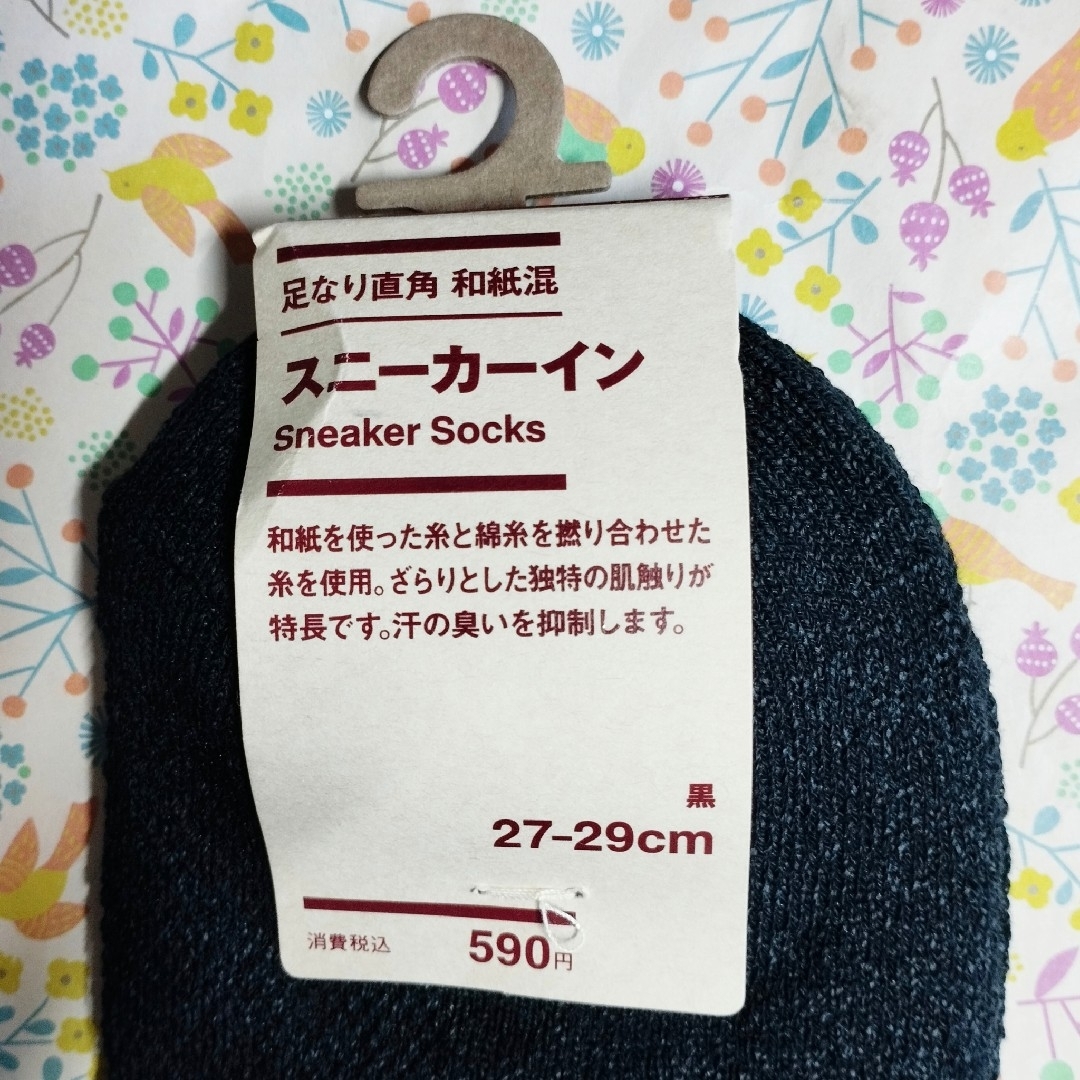 足なり直角 和紙混
スニーカーイン
Sneaker Socks
和紙を使った糸と綿糸を撚り合わせた
糸を使用。ざらりとした独特の肌触りが
特長です。汗の臭いを抑制します。
黒
27-29cm
消費税込 590円